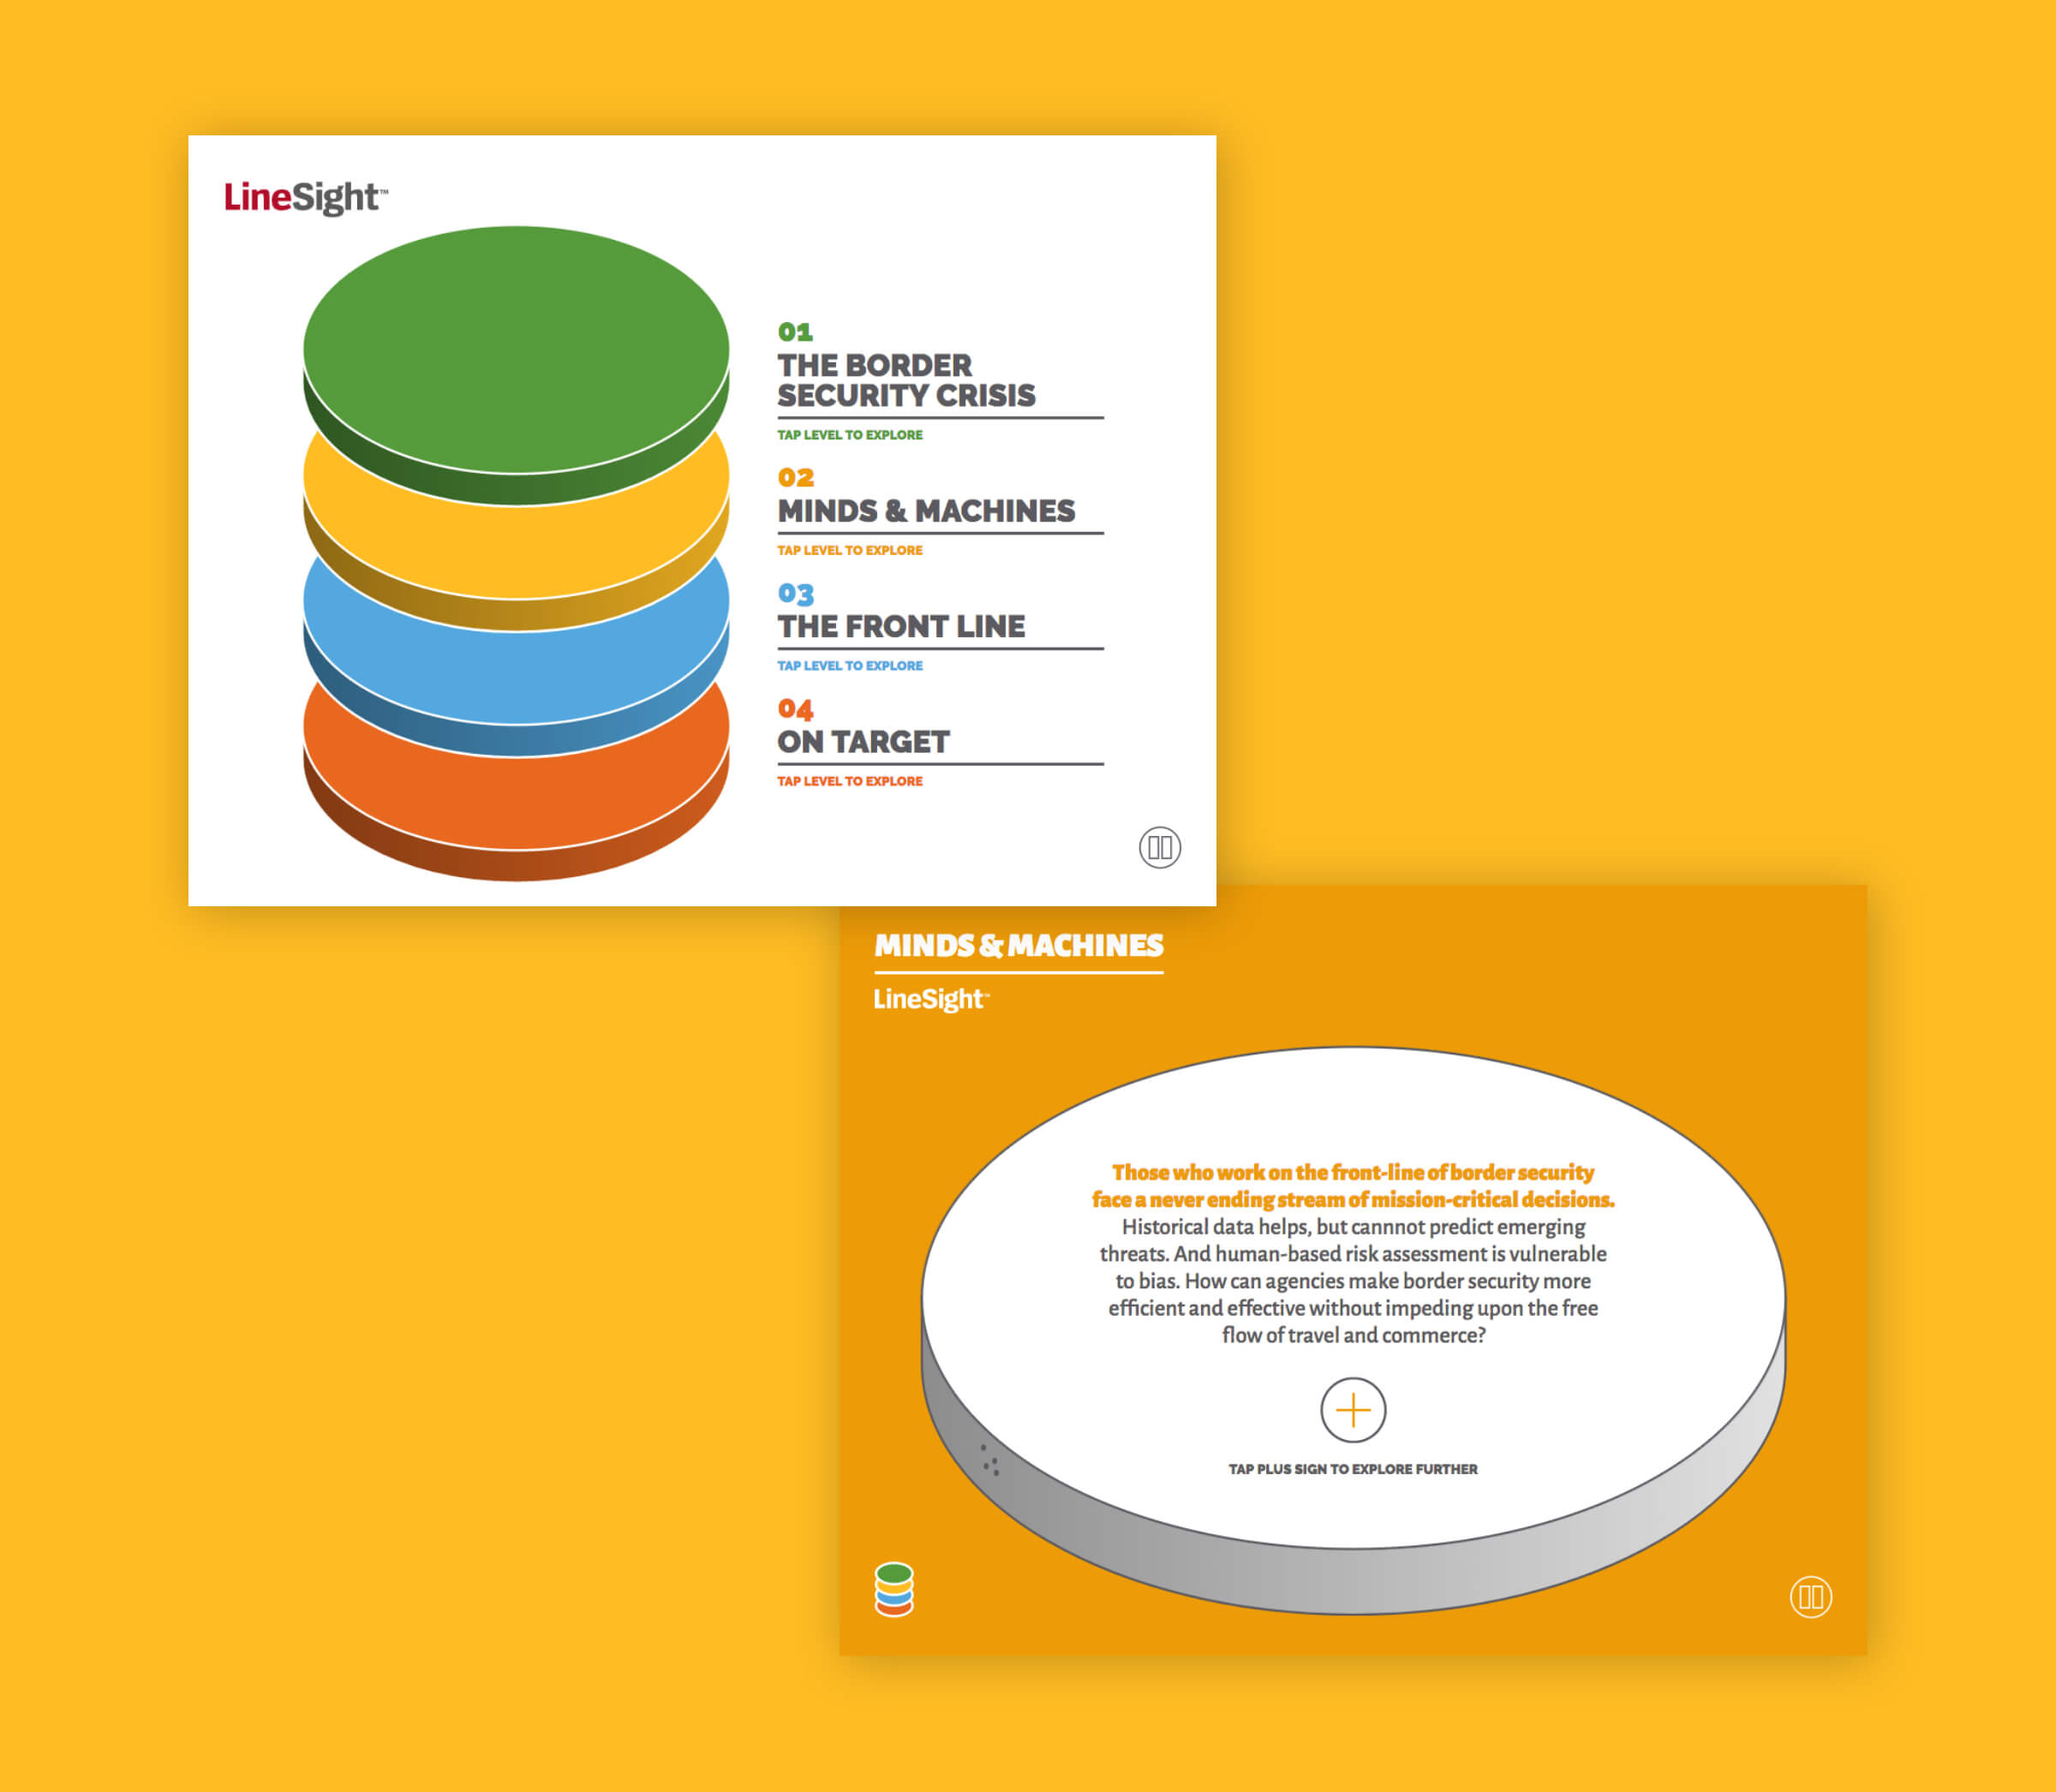 LineSight™
01
THE BORDER
SECURITY CRISIS
TAP LEVEL TO EXPLORE
02
MINDS & MACHINES
TAP LEVEL TO EXPLORE
03
THE FRONT LINE
TAP LEVEL TO EXPLORE
04
ON TARGET
TAP LEVEL TO EXPLORE
MINDS & MACHINES
LineSight™
Those who work on the front-line of border security
face a never ending stream of mission-critical decisions.
Historical data helps, but cannnot predict emerging
threats. And human-based risk assessment is vulnerable
to bias. How can agencies make border security more
efficient and effective without impeding upon the free
flow of travel and commerce?
TAP PLUS SIGN TO EXPLORE FURTHER